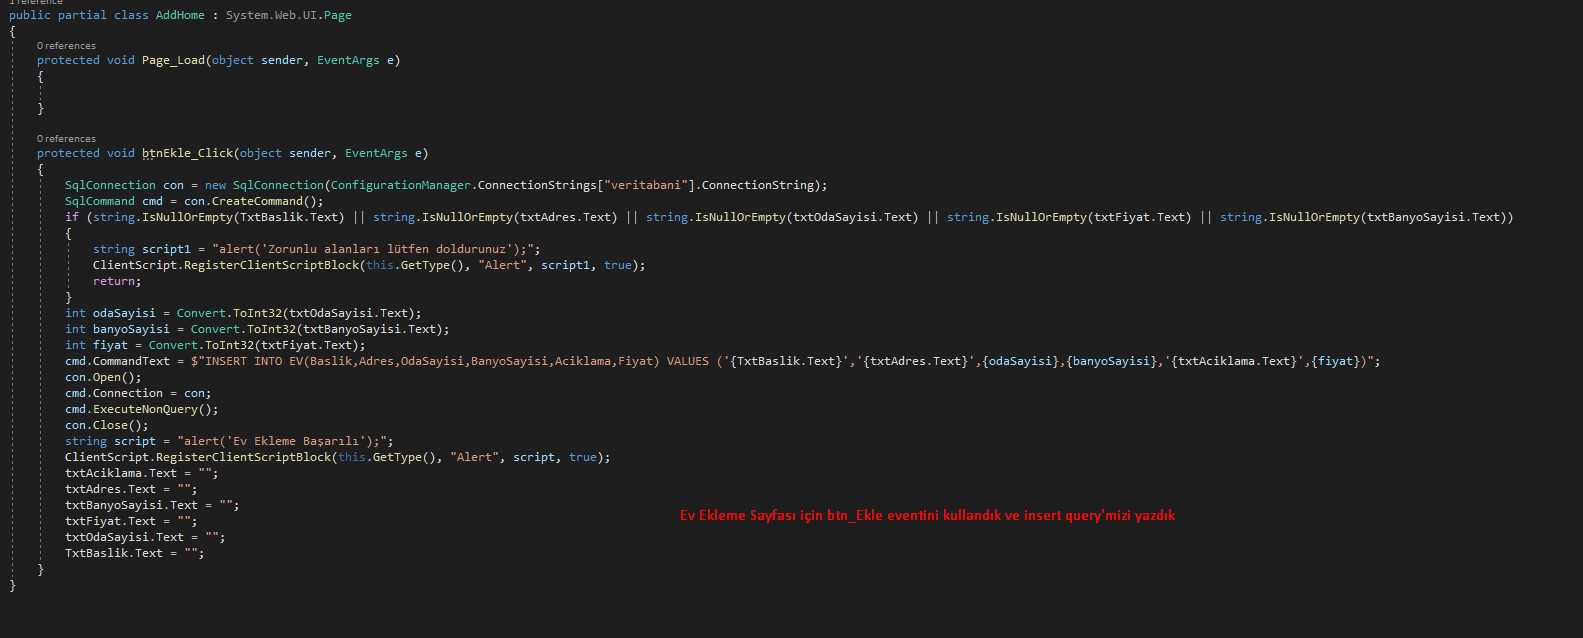 1 reference
public partial class AddHome : System.Web.UI.Page
{
0 references
protected void Page_Load(object sender, EventArgs e)
{
}
0 references
protected void btnEkle_Click(object sender, EventArgs e)
{
SqlConnection con = new SqlConnection(ConfigurationManager.ConnectionStrings["veritabani"].ConnectionString);
SqlCommand cmd = con.CreateCommand();
if (string.IsNullOrEmpty(TxtBaslik.Text) || string.IsNullOrEmpty(txtAdres.Text) || string.IsNullOrEmpty(txtOdaSayisi.Text) || string.IsNullOrEmpty(txtFiyat.Text) || string.IsNullOrEmpty(txtBanyoSayisi.Text))
{
string script1 = "alert('Zorunlu alanları lütfen doldurunuz');";
ClientScript.RegisterClientScriptBlock(this.GetType(), "Alert", script1, true);
return;
}
int odaSayisi = Convert.ToInt32(txtOdaSayisi.Text);
int banyoSayisi = Convert.ToInt32(txtBanyoSayisi.Text);
int fiyat = Convert.ToInt32(txtFiyat.Text);
cmd.CommandText = $"INSERT INTO EV(Baslik,Adres,OdaSayisi,BanyoSayisi,Aciklama,Fiyat) VALUES ('{TxtBaslik.Text}','{txtAdres.Text}',{odaSayisi},{banyoSayisi},'{txtAciklama.Text}',{fiyat})";
con.Open();
cmd.Connection = con;
cmd.ExecuteNonQuery();
con.Close();
string script = "alert('Ev Ekleme Başarılı');";
ClientScript.RegisterClientScriptBlock(this.GetType(), "Alert", script, true);
txtAciklama.Text = "";
txtAdres.Text = "";
txtBanyoSayisi.Text = "";
Ev Ekleme Sayfası için btn_Ekle eventini kullandık ve insert query'mizi yazdık
txtFiyat.Text = "";
txtOdaSayisi.Text = "";
TxtBaslik.Text = "";
}
}